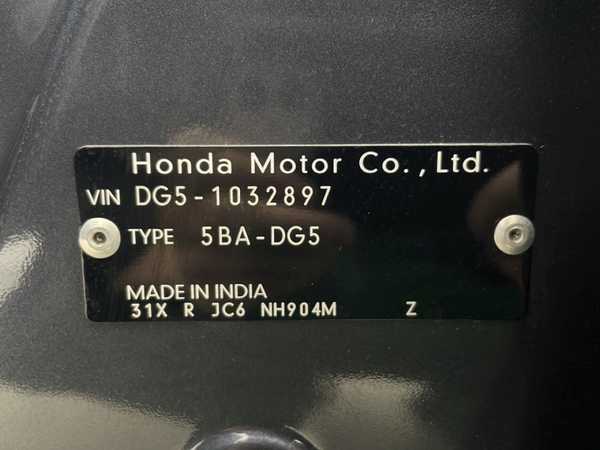 Honda Motor Co., Ltd.
VIN DG5-1032897
TYPE 5BA-DG5
MADE IN INDIA
31X R JC6 NH904M Z